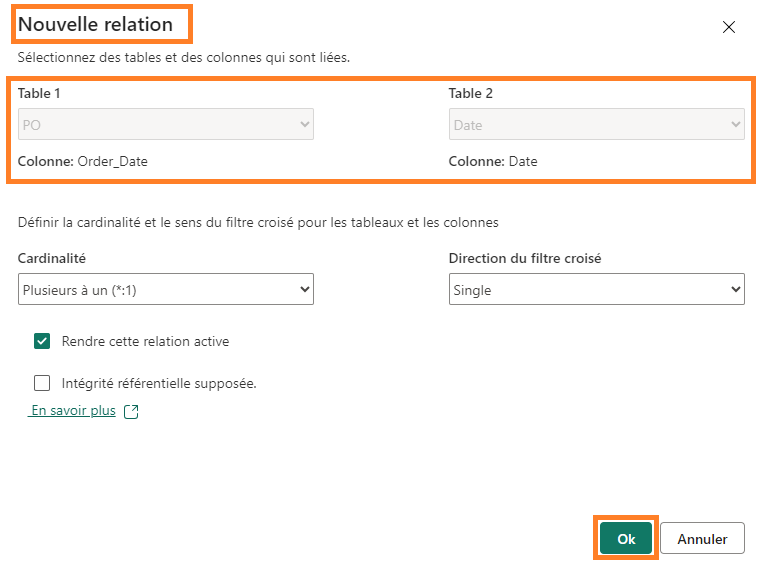 Nouvelle relation
Sélectionnez des tables et des colonnes qui sont liées.
Table 1
Table 2
PO
Date
Colonne: Order_Date
Colonne: Date
Définir la cardinalité et le sens du filtre croisé pour les tableaux et les colonnes
Cardinalité
Direction du filtre croisé
Plusieurs à un (*:1)
Single
Rendre cette relation active
Intégrité référentielle supposée.
En savoir plus
Ok
Annuler